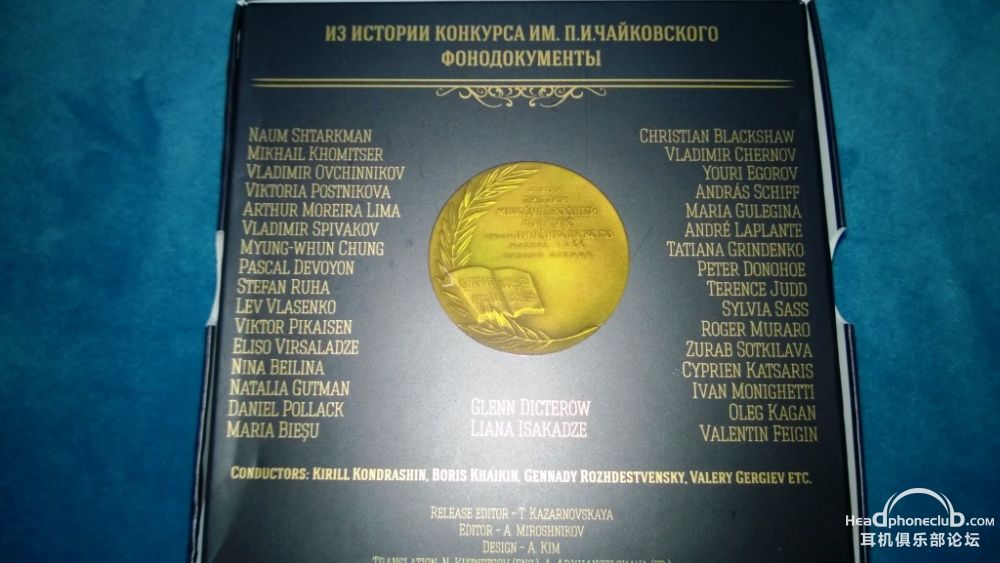 ИЗ ИСТОРИИ КОНКУРСА ИМ. П.И.ЧАЙКОВСКОГО
ФОНОДОКУМЕНТЫ
NAUM SHTARKMAN
MIKHAIL KHOMITSER
VLADIMIR OVCHINNIKOV
VIKTORIA POSTNIKOVA
ARTHUR MOREIRA LIMA
VLADIMIR SPIVAKOV
MYUNG-WHUN CHUNG
PASCAL DEVOYON
STEFAN RUHA
LEV VLASENKO
VIKTOR PIKAISEN
ELISO VIRSALADZE
NINA BEILINA
NATALIA GUTMAN
DANIEL POLLACK
MARIA BIEȘU
GLENN DICTEROW
LIANA ISAKADZE
CHRISTIAN BLACKSHAW
VLADIMIR CHERNOV
YOURI EGOROV
ANDRÁS SCHIFF
MARIA GULEGINA
ANDRÉ LAPLANTE
TATIANA GRINDENKO
PETER DONOHOE
TERENCE JUDD
SYLVIA SASS
ROGER MURARO
ZURAB SOTKILAVA
CYPRIEN KATSARIS
IVAN MONIGHETTI
OLEG KAGAN
VALENTIN FEIGIN
CONDUCTORS: KIRILL KONDRASHIN, BORIS KHAIKIN, GENNADY ROZHDESTVENSKY, VALERY GERGIEV ETC.
RELEASE EDITOR - T. KAZARNOVSKAYA
EDITOR - A. MIROSHNIKOV
DESIGN - A. KIM
HeadphonecluD.com
耳机俱乐部论坛